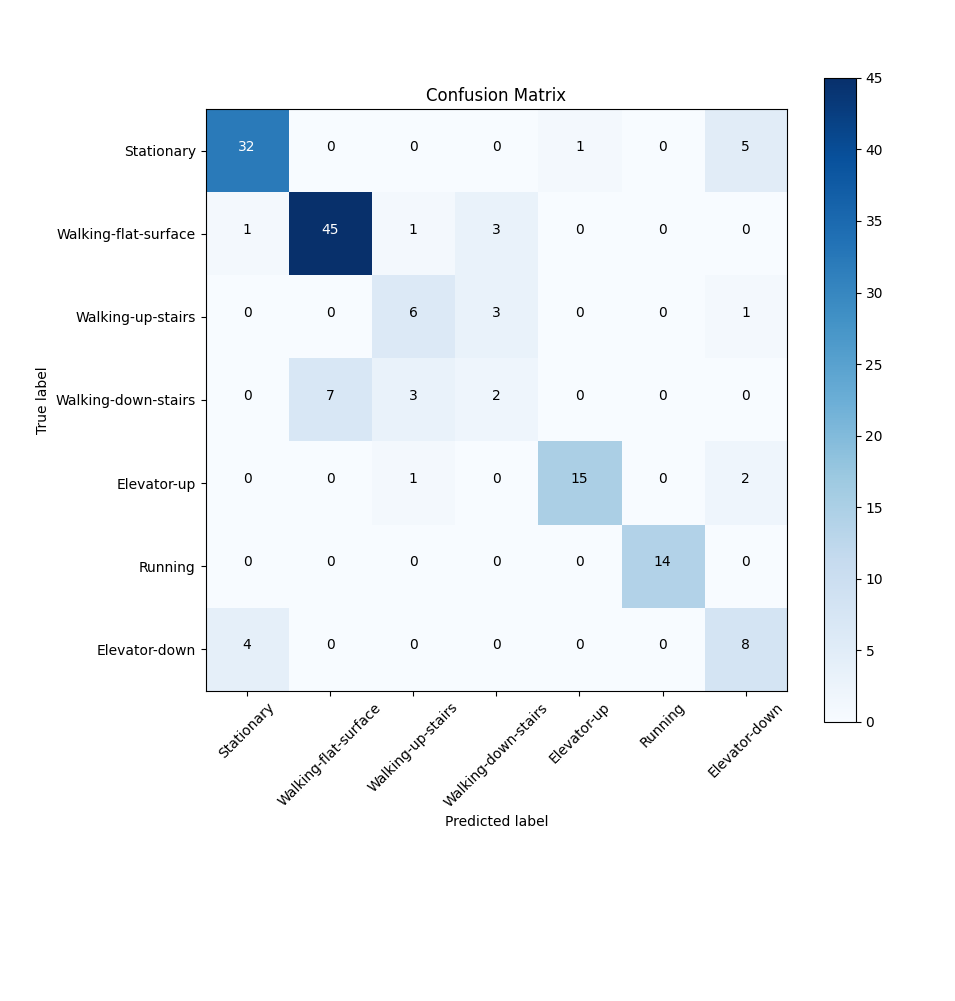 Confusion Matrix
45
Stationary 32 0 0 0 1 0 5
40
Walking-flat-surface 1 45 1 3 0 0 0
35
30
Walking-up-stairs 0 0 6 3 0 0 1
25
True label
Walking-down-stairs 0 7 3 2 0 0 0
20
Elevator-up 0 0 1 0 15 0 2
15
Running 0 0 0 0 0 14 0
10
Elevator-down 4 0 0 0 0 0 8
5
0
Stationary
Walking-flat-surface
Walking-up-stairs
Walking-down-stairs
Elevator-up
Running
Elevator-down
Predicted label